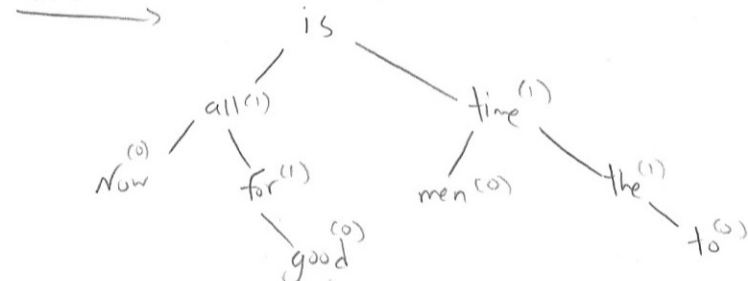 is
all (1) time (1)
(0) Now for (1) men (0) the (1)
good (0) to (0)